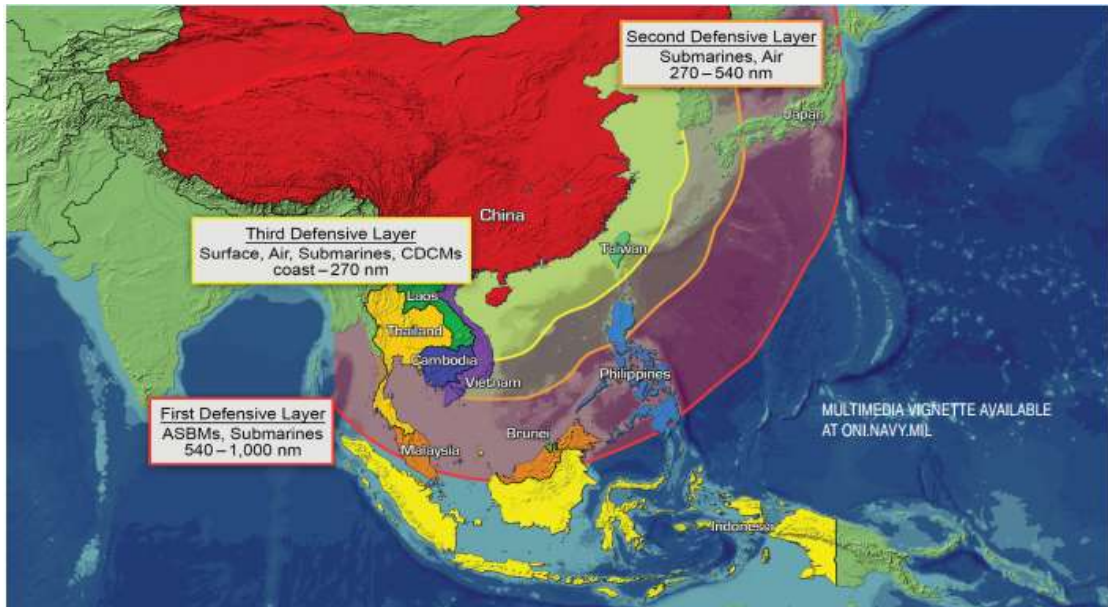 Second Defensive Layer
Submarines, Air
270 – 540 nm
Japan
China
Third Defensive Layer
Surface, Air, Submarines, CDCMs
coast – 270 nm
Taiwan
Laos
Thailand
Cambodia
Vietnam
Philippines
First Defensive Layer
ASBMs, Submarines
540 – 1,000 nm
MULTIMEDIA VIGNETTE AVAILABLE
AT ONI.NAVY.MIL
Brunei
Malaysia
Indonesia